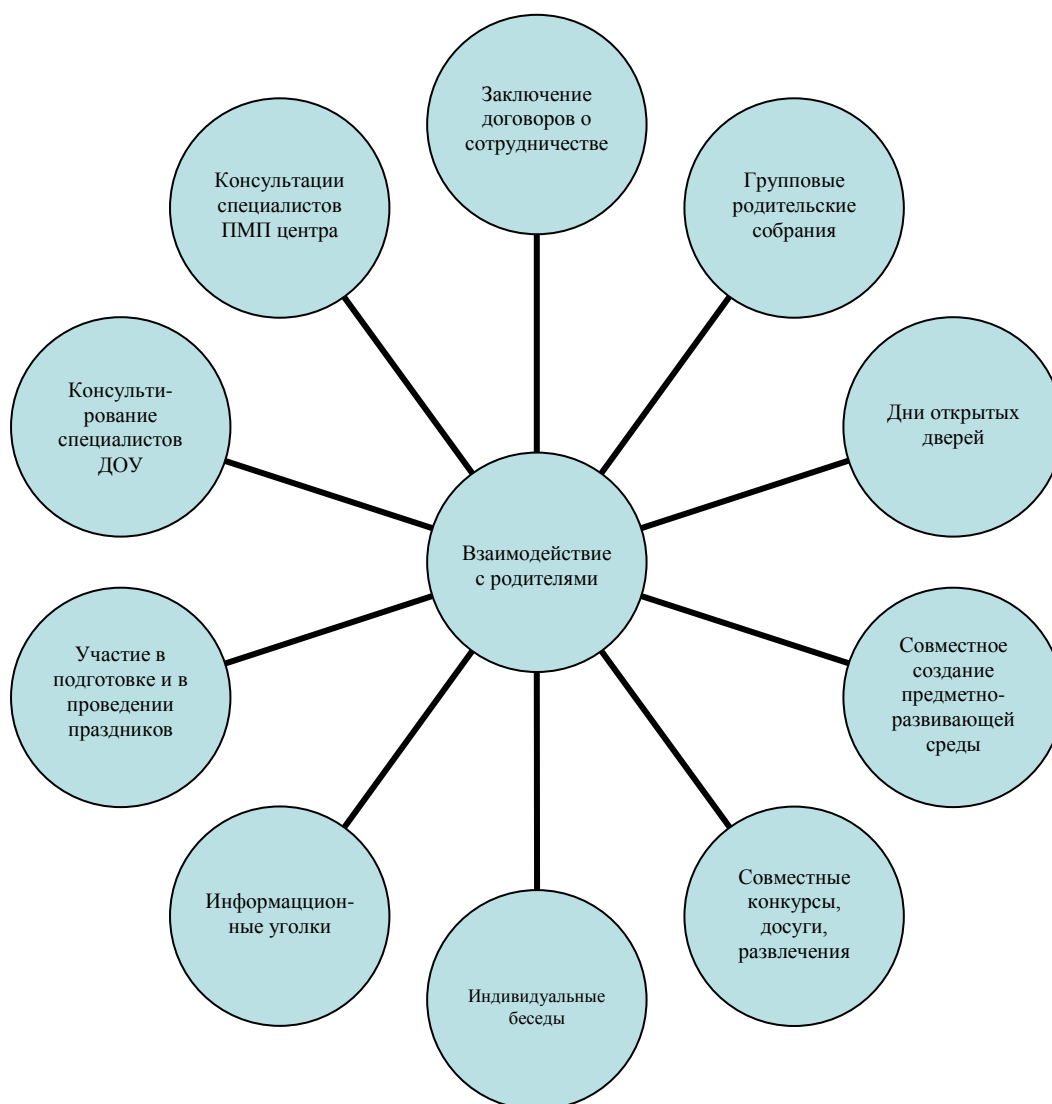 Заключение
договоров о
сотрудничестве
Групповые
родительские
собрания
Дни открытых
дверей
Совместное
создание
предметно-
развивающей
среды
Совместные
конкурсы,
досуги,
развлечения
Индивидуальные
беседы
Информаццион-
ные уголки
Участие в
подготовке и в
проведении
праздников
Консульти-
рование
специалистов
ДОУ
Консультации
специалистов
ПМП центра
Взаимодействие
с родителями